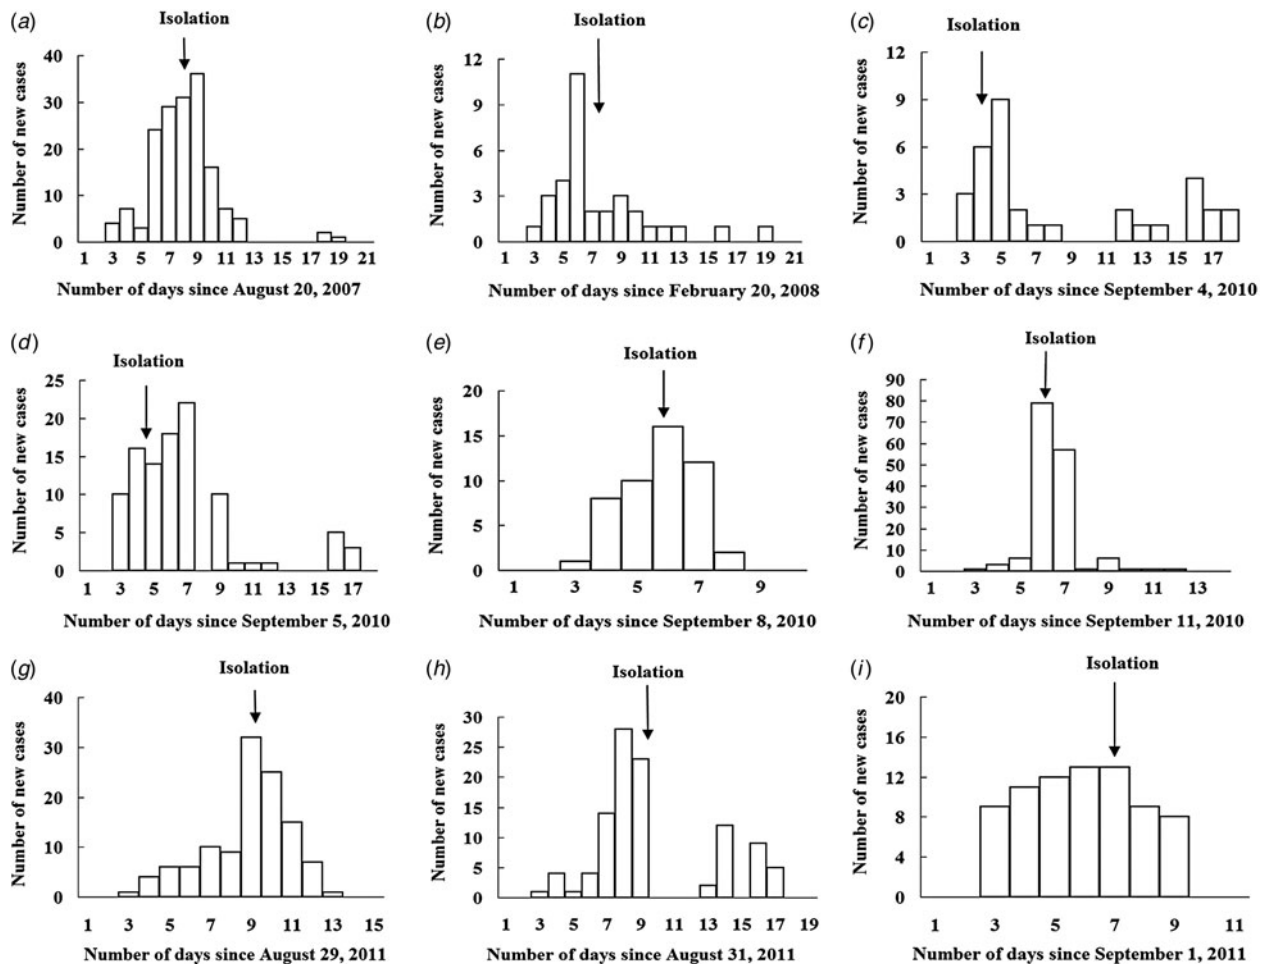 (a)
Isolation
Number of new cases
40
30
20
10
0
1 3 5 7 9 11 13 15 17 19 21
Number of days since August 20, 2007
(b)
Isolation
Number of new cases
12
9
6
3
0
1 3 5 7 9 11 13 15 17 19 21
Number of days since February 20, 2008
(c)
Isolation
Number of new cases
12
9
6
3
0
1 3 5 7 9 11 13 15 17
Number of days since September 4, 2010
(d)
Isolation
Number of new cases
25
20
15
10
5
0
1 3 5 7 9 11 13 15 17
Number of days since September 5, 2010
(e)
Isolation
Number of new cases
20
15
10
5
0
1 3 5 7 9
Number of days since September 8, 2010
(f)
Isolation
Number of new cases
90
80
70
60
50
40
30
20
10
0
1 3 5 7 9 11 13
Number of days since September 11, 2010
(g)
Isolation
Number of new cases
40
30
20
10
0
1 3 5 7 9 11 13 15
Number of days since August 29, 2011
(h)
Isolation
Number of new cases
30
25
20
15
10
5
0
1 3 5 7 9 11 13 15 17 19
Number of days since August 31, 2011
(i)
Isolation
Number of new cases
20
16
12
8
4
0
1 3 5 7 9 11
Number of days since September 1, 2011